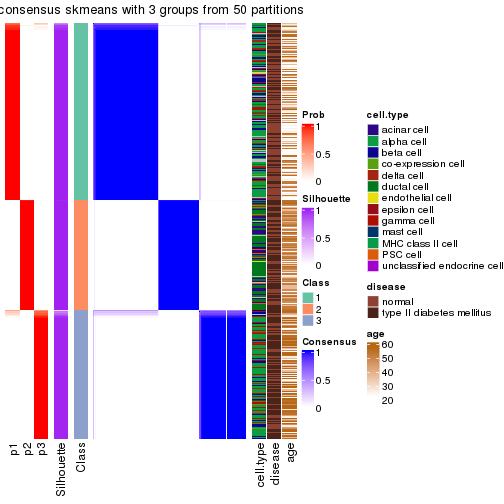 consensus skmeans with 3 groups from 50 partitions
Prob
1
0.5
0
Silhouette
1
0.5
0
Class
1
2
3
Consensus
1
0.5
0
cell.type
acinar cell
alpha cell
beta cell
co-expression cell
delta cell
ductal cell
endothelial cell
epsilon cell
gamma cell
mast cell
MHC class II cell
PSC cell
unclassified endocrine cell
disease
normal
type II diabetes mellitus
age
60
50
40
30
20
p1
p2
p3
Silhouette
Class
cell.type
disease
age